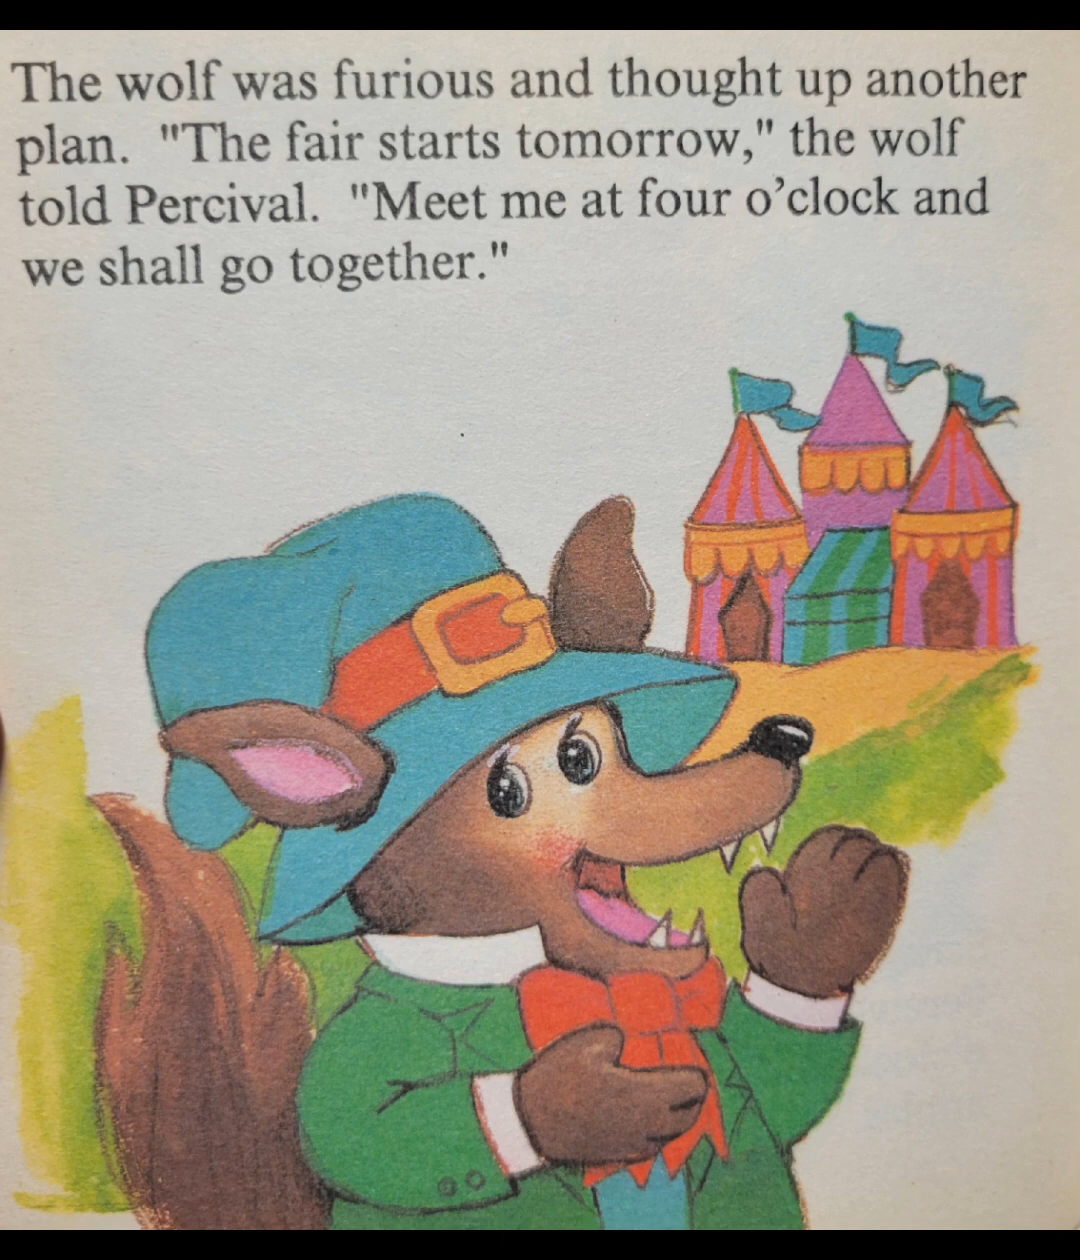 The wolf was furious and thought up another
plan. "The fair starts tomorrow," the wolf
told Percival. "Meet me at four o’clock and
we shall go together."